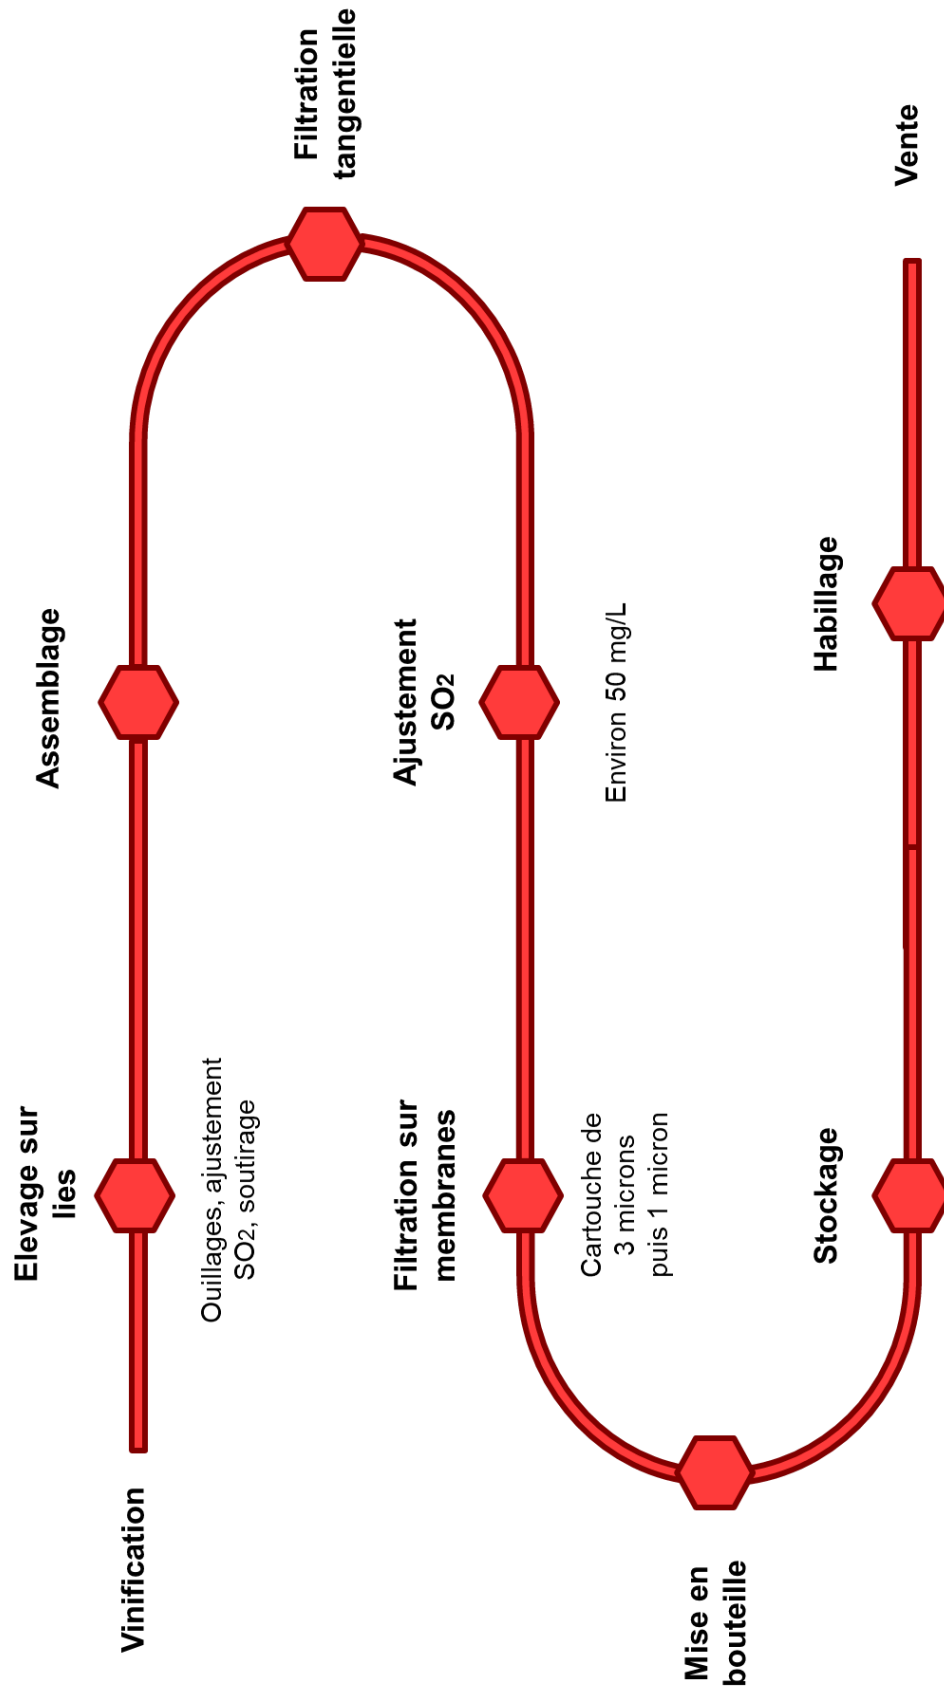 Vinification
Elevage sur
lies
Ouillages, ajustement
SO2, soutirage
Assemblage
Filtration
tangentielle
Ajustement
SO2
Environ 50 mg/L
Filtration sur
membranes
Cartouche de
3 microns
puis 1 micron
Mise en
bouteille
Stockage
Habillage
Vente